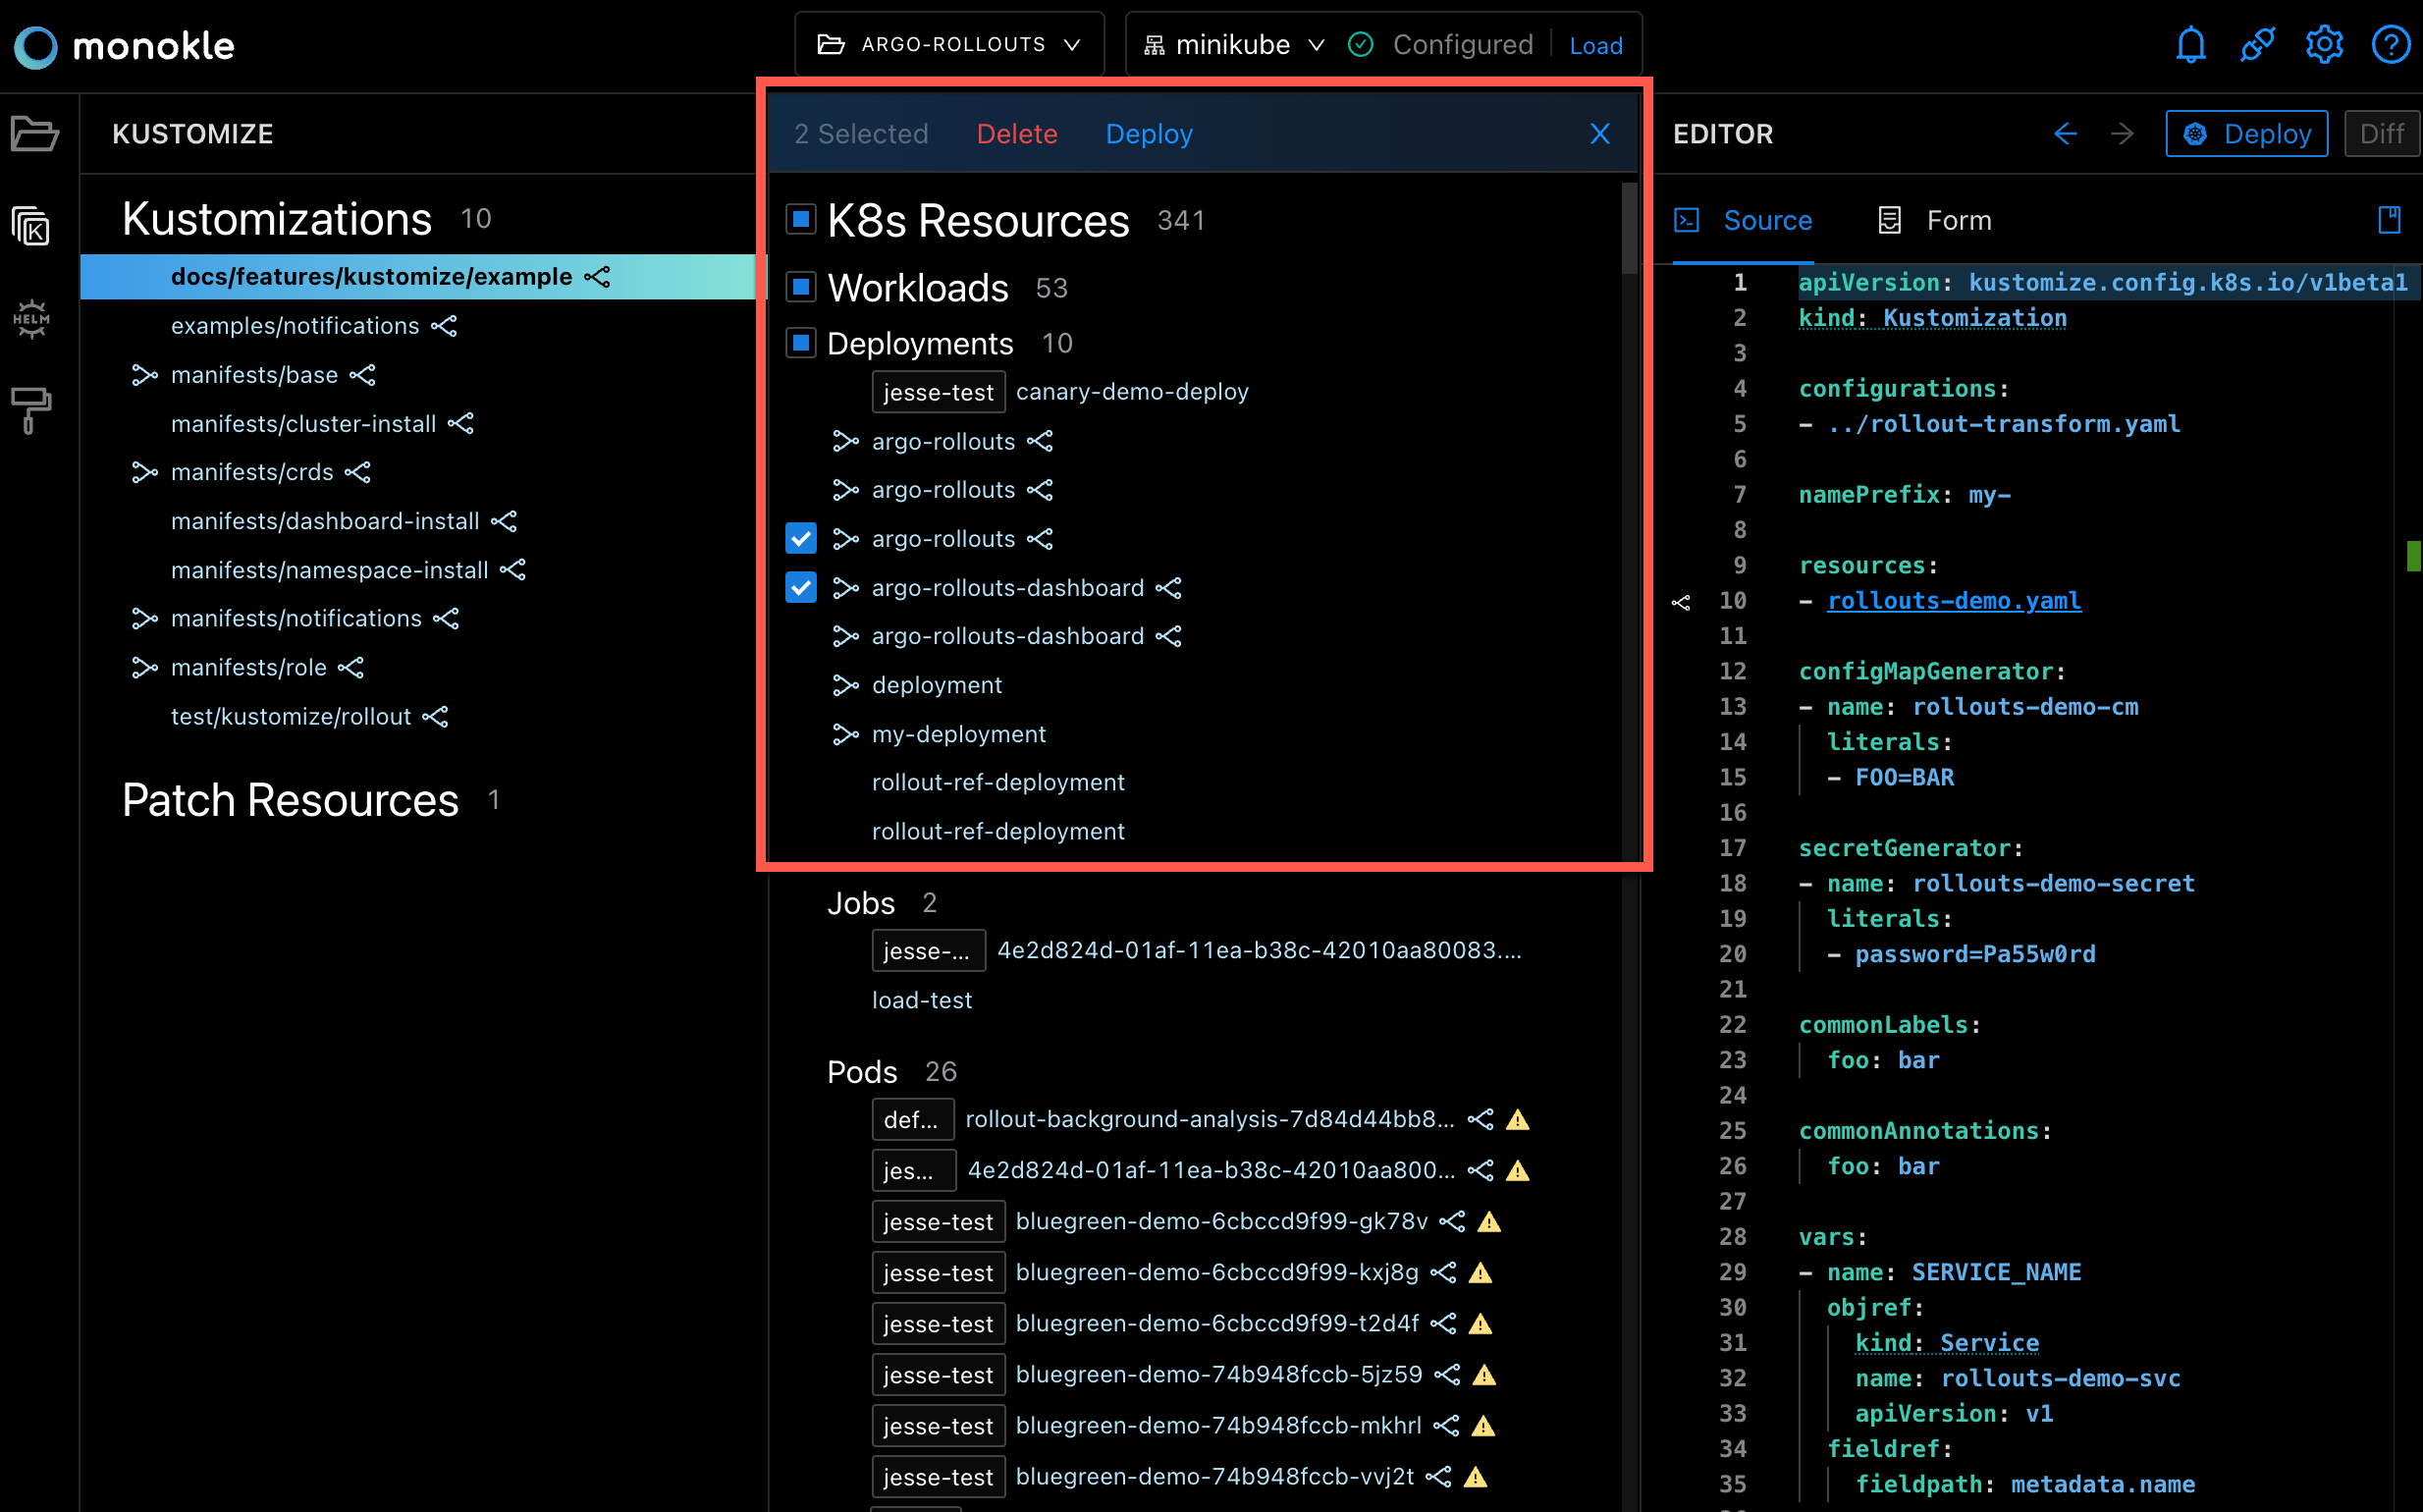 monokle
ARGO-ROLLOUTS
minikube Configured Load
KUSTOMIZE
Kustomizations 10
docs/features/kustomize/example
examples/notifications
manifests/base
manifests/cluster-install
manifests/crds
manifests/dashboard-install
manifests/namespace-install
manifests/notifications
manifests/role
test/kustomize/rollout
Patch Resources 1
K
HELM
2 Selected Delete Deploy
K8s Resources 341
Workloads 53
Deployments 10
jesse-test canary-demo-deploy
argo-rollouts
argo-rollouts
argo-rollouts
argo-rollouts-dashboard
argo-rollouts-dashboard
deployment
my-deployment
rollout-ref-deployment
rollout-ref-deployment
Jobs 2
jesse-... 4e2d824d-01af-11ea-b38c-42010aa80083....
load-test
Pods 26
def... rollout-background-analysis-7d84d44bb8...
jes... 4e2d824d-01af-11ea-b38c-42010aa800...
jesse-test bluegreen-demo-6cbccd9f99-gk78v
jesse-test bluegreen-demo-6cbccd9f99-kxj8g
jesse-test bluegreen-demo-6cbccd9f99-t2d4f
jesse-test bluegreen-demo-74b948fccb-5jz59
jesse-test bluegreen-demo-74b948fccb-mkhrl
jesse-test bluegreen-demo-74b948fccb-vvj2t
EDITOR Deploy Diff
Source Form
1 apiVersion: kustomize.config.k8s.io/v1beta1
2 kind: Kustomization
3
4 configurations:
5 - ../rollout-transform.yaml
6
7 namePrefix: my-
8
9 resources:
10 - rollouts-demo.yaml
11
12 configMapGenerator:
13 - name: rollouts-demo-cm
14 literals:
15 - FOO=BAR
16
17 secretGenerator:
18 - name: rollouts-demo-secret
19 literals:
20 - password=Pa55w0rd
21
22 commonLabels:
23 foo: bar
24
25 commonAnnotations:
26 foo: bar
27
28 vars:
29 - name: SERVICE_NAME
30 objref:
31 kind: Service
32 name: rollouts-demo-svc
33 apiVersion: v1
34 fieldref:
35 fieldpath: metadata.name